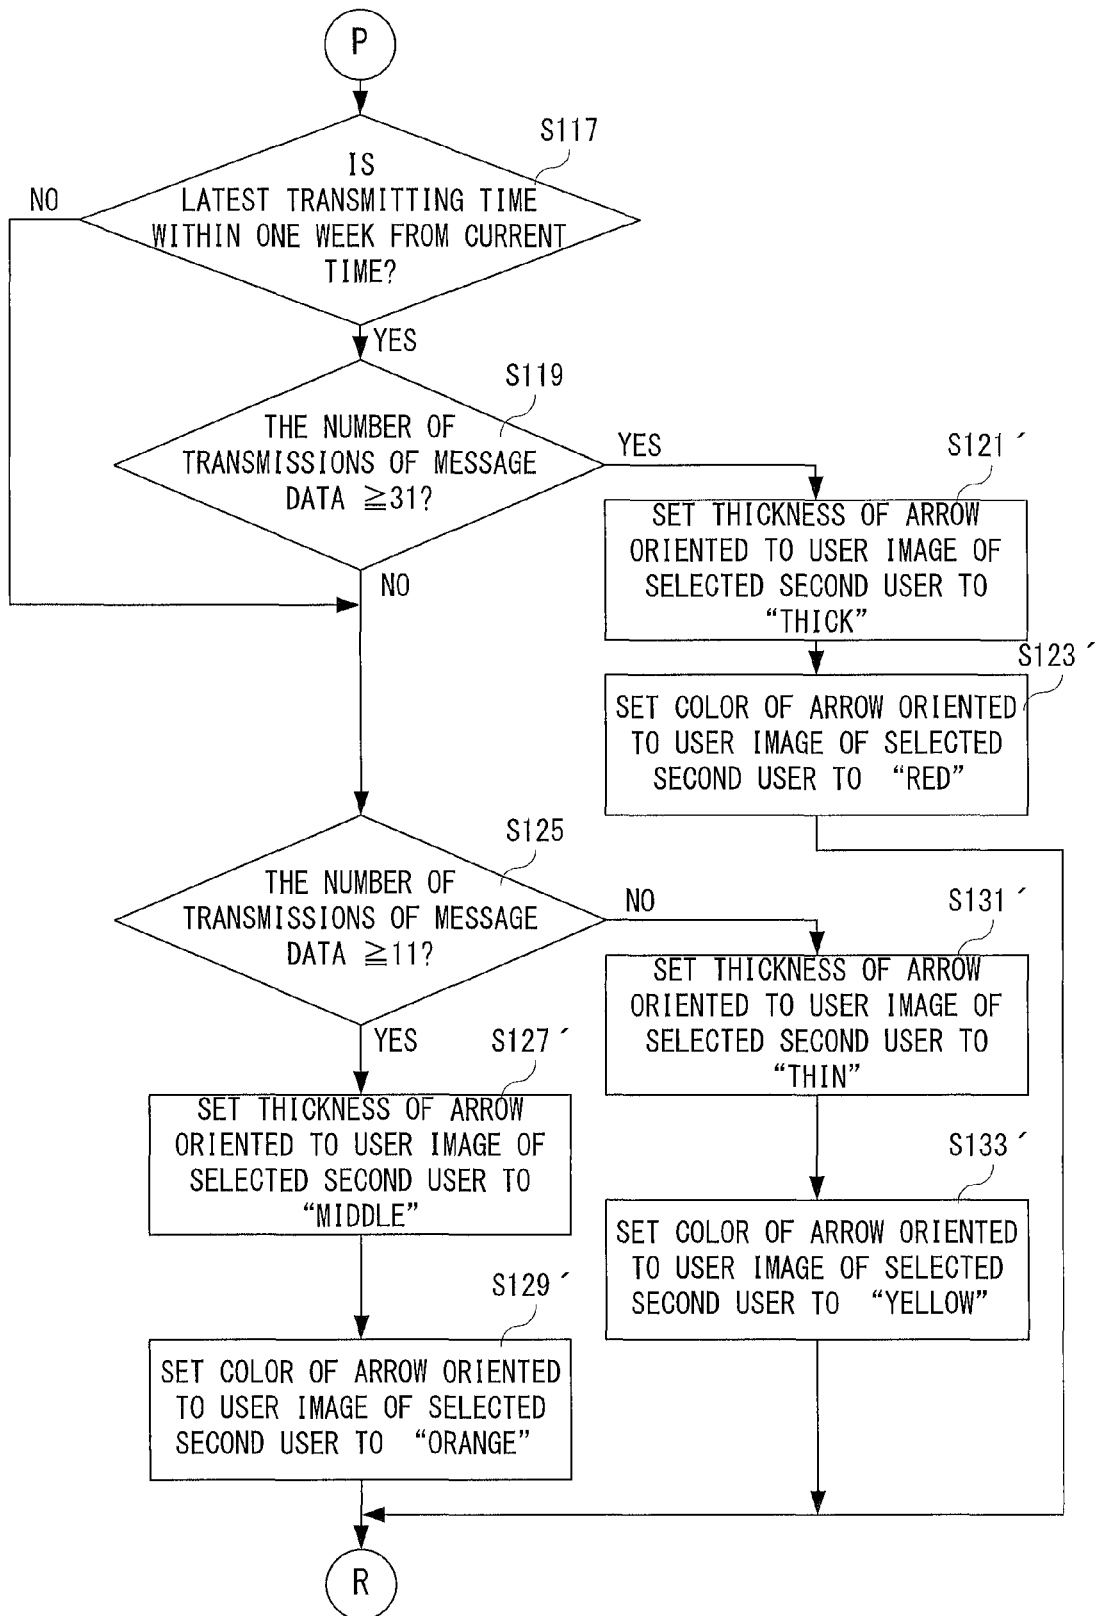 P
S117
IS
LATEST TRANSMITTING TIME
WITHIN ONE WEEK FROM CURRENT
TIME?
NO
YES
S119
THE NUMBER OF
TRANSMISSIONS OF MESSAGE
DATA ≧31?
YES
NO
S121´
SET THICKNESS OF ARROW
ORIENTED TO USER IMAGE OF
SELECTED SECOND USER TO
“THICK”
S123´
SET COLOR OF ARROW ORIENTED
TO USER IMAGE OF SELECTED
SECOND USER TO “RED”
S125
THE NUMBER OF
TRANSMISSIONS OF MESSAGE
DATA ≧11?
NO
YES
S131´
SET THICKNESS OF ARROW
ORIENTED TO USER IMAGE OF
SELECTED SECOND USER TO
“THIN”
S127´
SET THICKNESS OF ARROW
ORIENTED TO USER IMAGE OF
SELECTED SECOND USER TO
“MIDDLE”
S133´
SET COLOR OF ARROW ORIENTED
TO USER IMAGE OF SELECTED
SECOND USER TO “YELLOW”
S129´
SET COLOR OF ARROW ORIENTED
TO USER IMAGE OF SELECTED
SECOND USER TO “ORANGE”
R